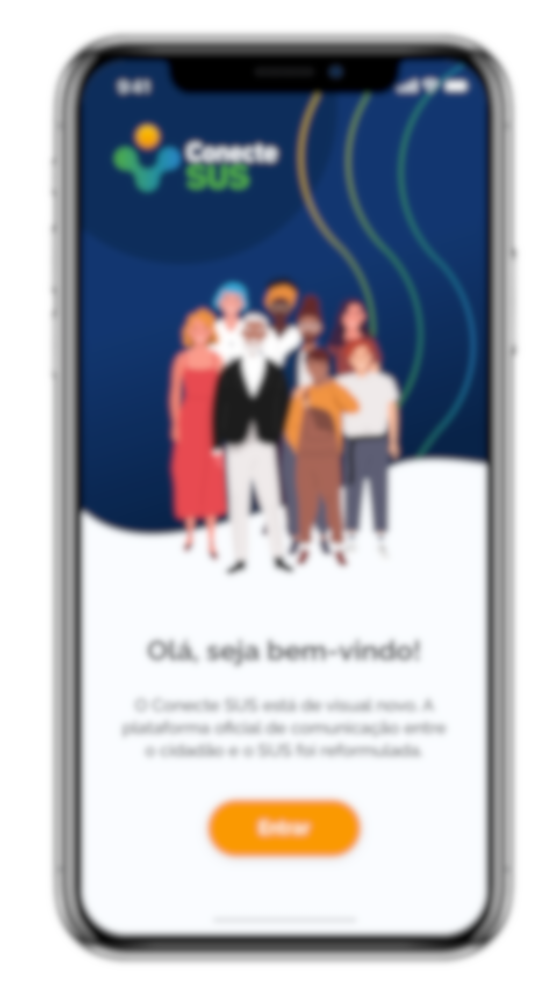 9:41
Conecte
SUS
Olá, seja bem-vindo!
O Conecte SUS está de visual novo. A
plataforma oficial de comunicação entre
o cidadão e o SUS foi reformulada.
Entrar